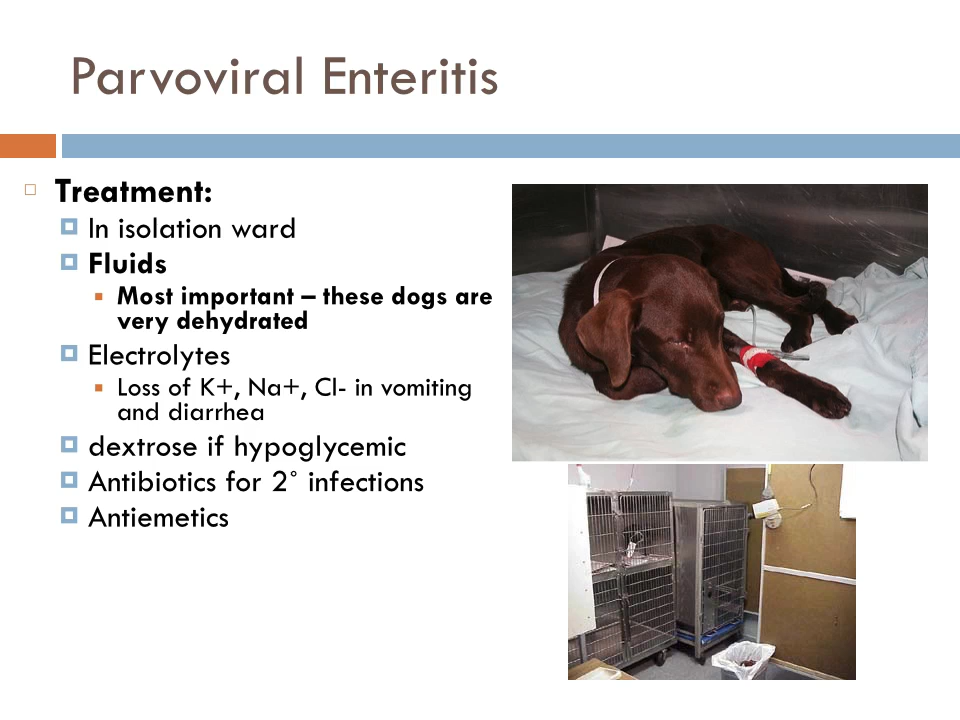 Parvoviral Enteritis
Treatment:
In isolation ward
Fluids
Most important – these dogs are
very dehydrated
Electrolytes
Loss of K+, Na+, Cl- in vomiting
and diarrhea
dextrose if hypoglycemic
Antibiotics for 2˚ infections
Antiemetics